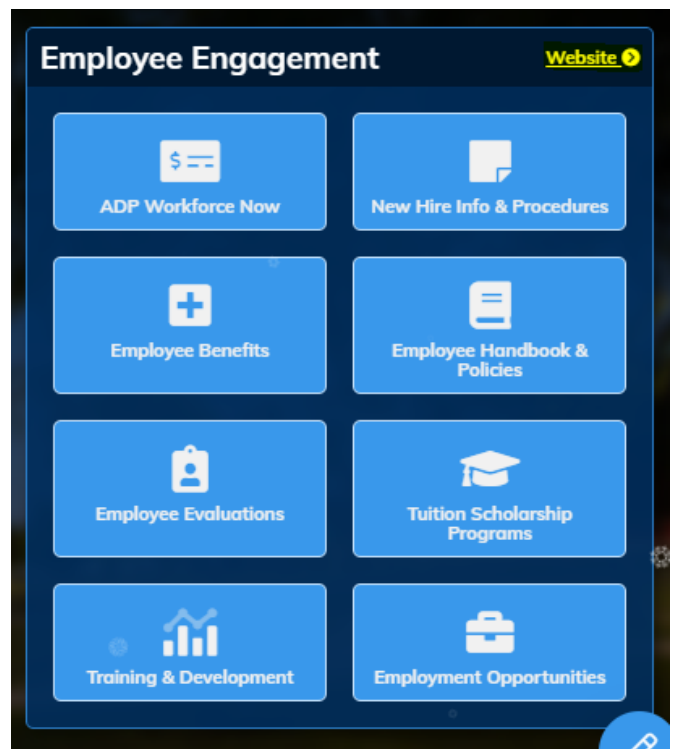 Employee Engagement
Website
ADP Workforce Now
New Hire Info & Procedures
Employee Benefits
Employee Handbook &
Policies
Employee Evaluations
Tuition Scholarship
Programs
Training & Development
Employment Opportunities